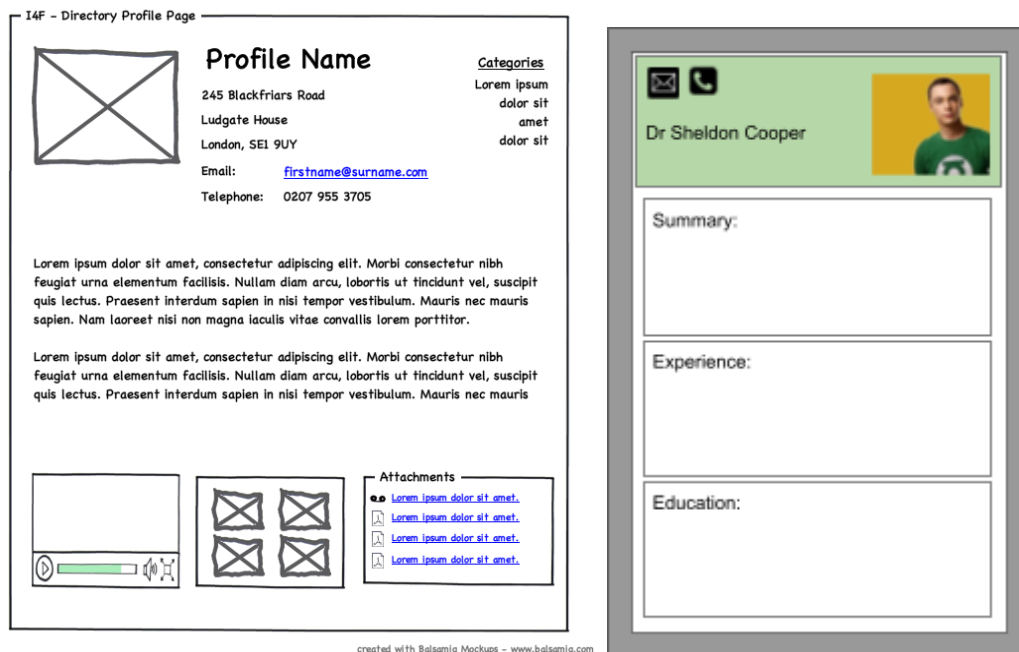 I4F - Directory Profile Page
Profile Name
245 Blackfriars Road
Ludgate House
London, SE1 9UY
Email: firstname@surname.com
Telephone: 0207 955 3705
Categories
Lorem ipsum
dolor sit
amet
dolor sit
Lorem ipsum dolor sit amet, consectetur adipiscing elit. Morbi consectetur nibh
feugiat urna elementum facilisis. Nullam diam arcu, lobortis ut tincidunt vel, suscipit
quis lectus. Praesent interdum sapien in nisi tempor vestibulum. Mauris nec mauris
sapien. Nam laoreet nisi non magna iaculis vitae convallis lorem porttitor.
Lorem ipsum dolor sit amet, consectetur adipiscing elit. Morbi consectetur nibh
feugiat urna elementum facilisis. Nullam diam arcu, lobortis ut tincidunt vel, suscipit
quis lectus. Praesent interdum sapien in nisi tempor vestibulum. Mauris nec mauris
Attachments
Lorem ipsum dolor sit amet.
Lorem ipsum dolor sit amet.
Lorem ipsum dolor sit amet.
Lorem ipsum dolor sit amet.
created with Balsamiq Mockups - www.balsamiq.com
Dr Sheldon Cooper
Summary:
Experience:
Education: